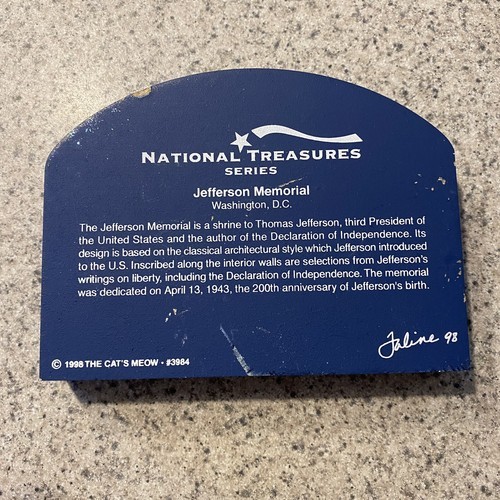 NATIONAL TREASURES
SERIES
Jefferson Memorial
Washington, D.C.
The Jefferson Memorial is a shrine to Thomas Jefferson, third President of
the United States and the author of the Declaration of Independence. Its
design is based on the classical architectural style which Jefferson introduced
to the U.S. Inscribed along the interior walls are selections from Jefferson's
writings on liberty, including the Declaration of Independence. The memorial
was dedicated on April 13, 1943, the 200th anniversary of Jefferson's birth.
Faline 98
© 1998 THE CAT'S MEOW • #3984